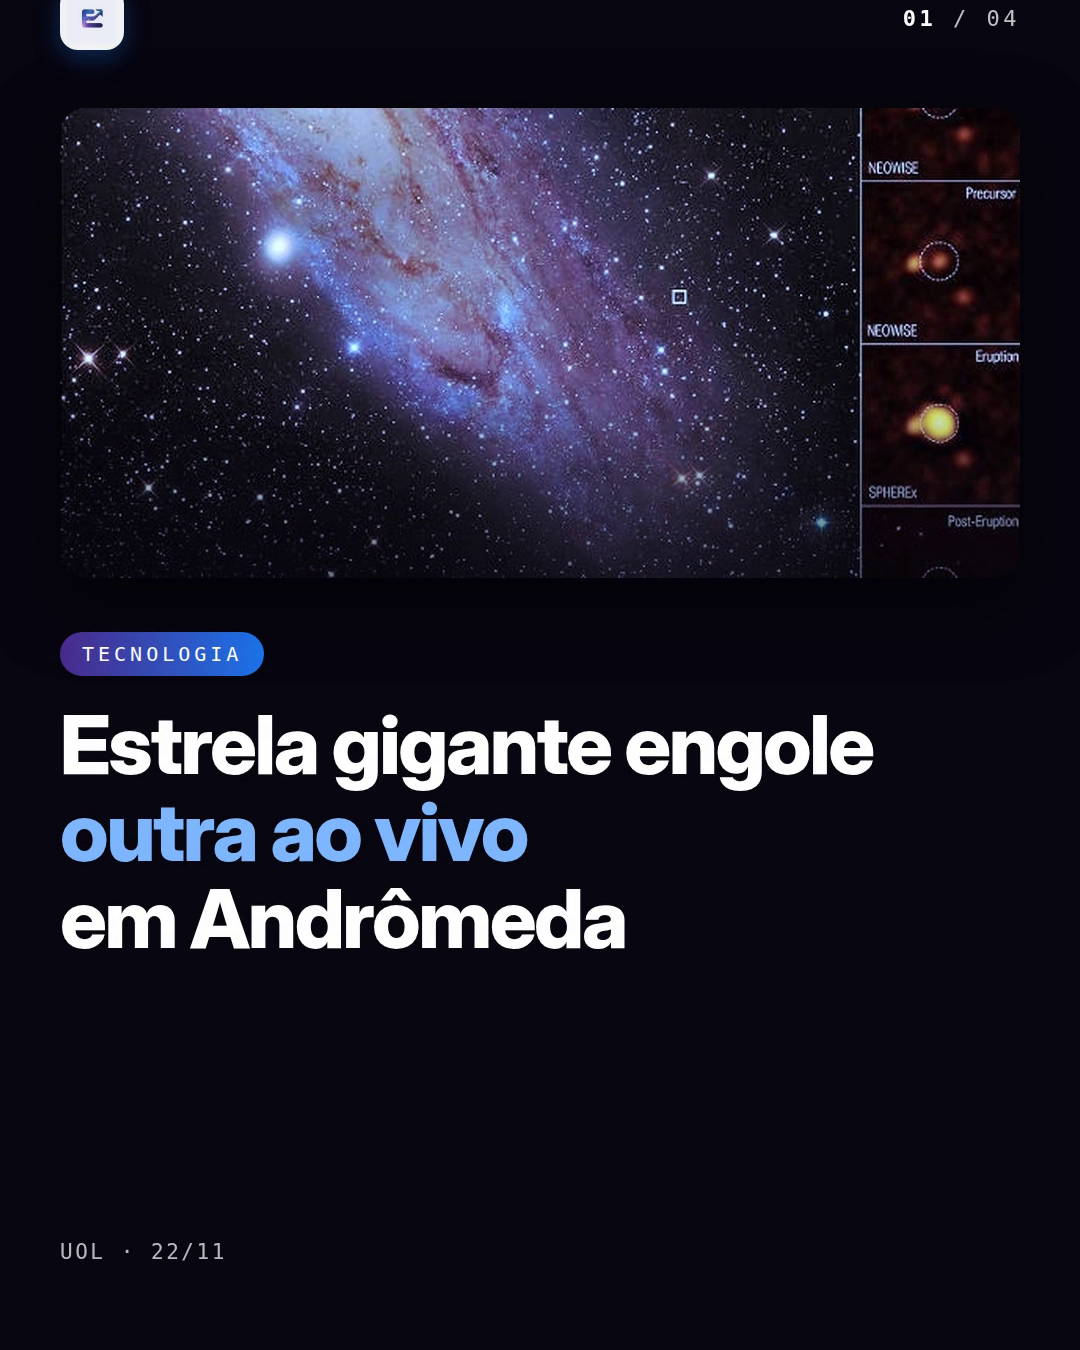 01 / 04
NEOWISE
Precursor
NEOWISE
Eruption
SPHEREx
Post-Eruption
TECNOLOGIA
Estrela gigante engole
outra ao vivo
em Andrômeda
UOL · 22/11